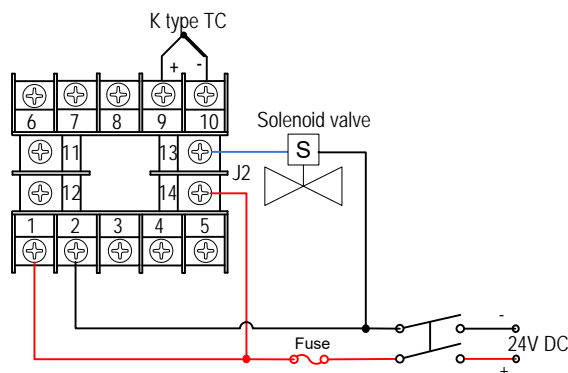 K type TC
+ -
6 7 8 9 10
Solenoid valve
11 13
S
J2
12 14
1 2 3 4 5
-
Fuse
24V DC
+